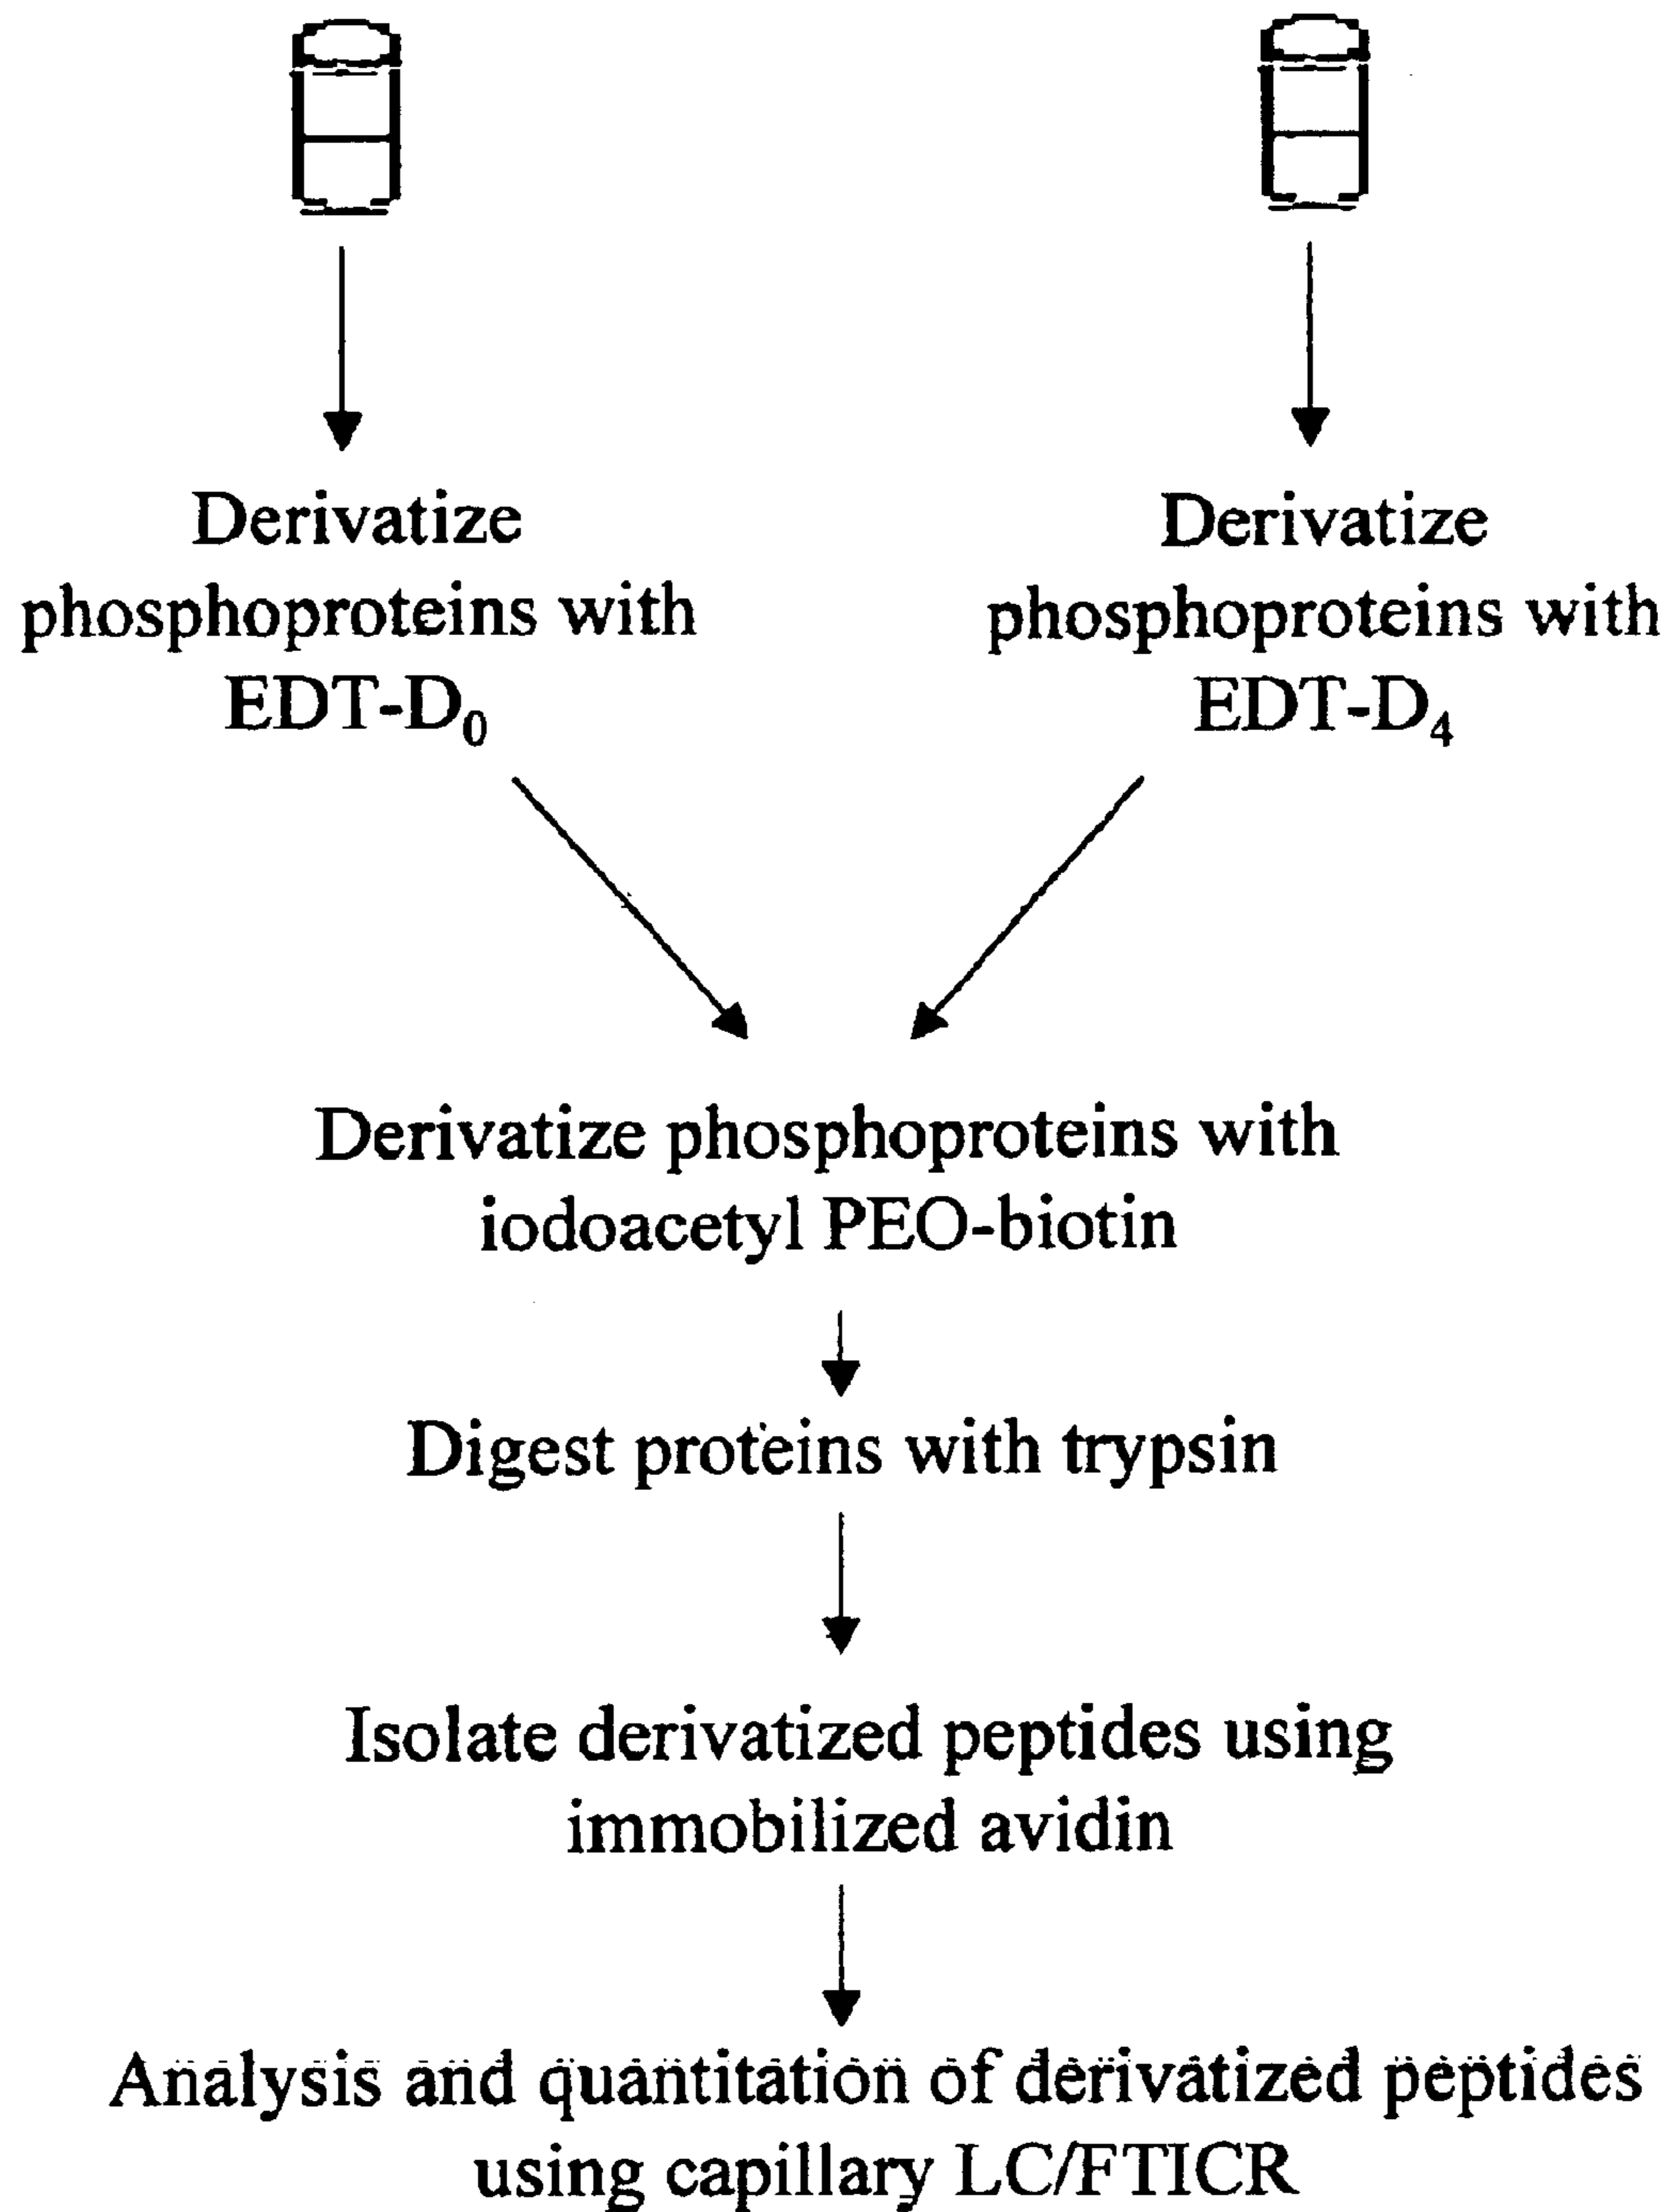 Derivatize
phosphoproteins with
EDT-D₀
Derivatize
phosphoproteins with
EDT-D₄
Derivatize phosphoproteins with
iodoacetyl PEO-biotin
Digest proteins with trypsin
Isolate derivatized peptides using
immobilized avidin
Analysis and quantitation of derivatized peptides
using capillary LC/FTICR